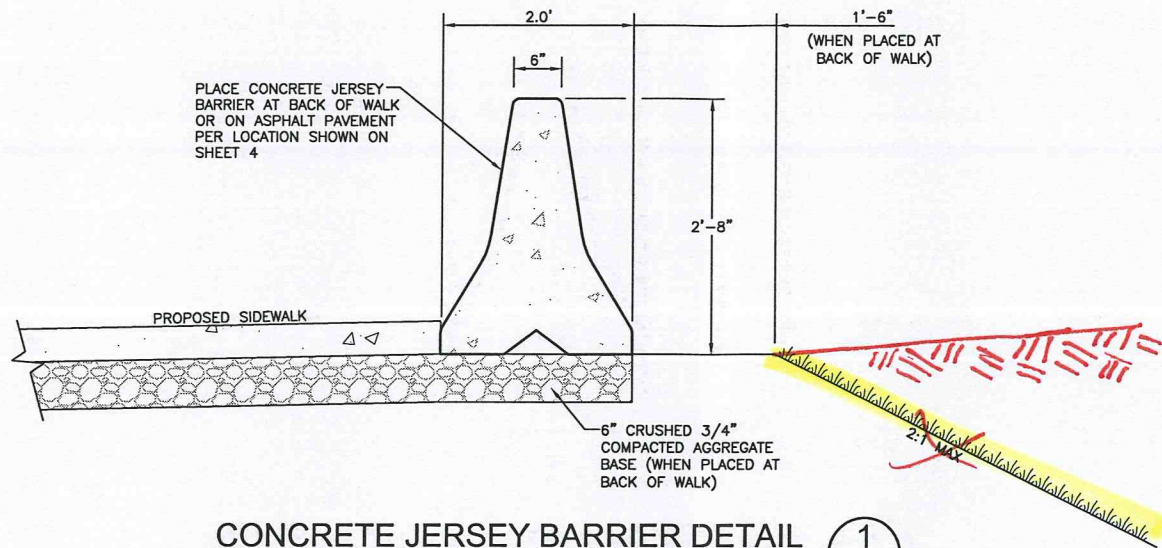 2.0'
1'-6"
(WHEN PLACED AT
BACK OF WALK)
6"
PLACE CONCRETE JERSEY
BARRIER AT BACK OF WALK
OR ON ASPHALT PAVEMENT
PER LOCATION SHOWN ON
SHEET 4
2'-8"
PROPOSED SIDEWALK
2:1 MAX
6" CRUSHED 3/4"
COMPACTED AGGREGATE
BASE (WHEN PLACED AT
BACK OF WALK)
CONCRETE JERSEY BARRIER DETAIL
1